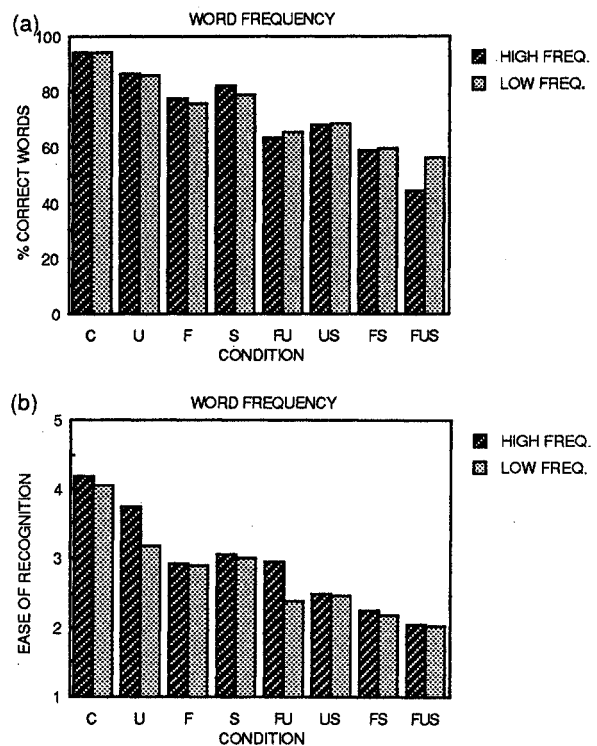 (a)
WORD FREQUENCY
100
80
60
40
20
0
% CORRECT WORDS
C U F S FU US FS FUS
CONDITION
HIGH FREQ.
LOW FREQ.
(b)
WORD FREQUENCY
5
4
3
2
1
EASE OF RECOGNITION
C U F S FU US FS FUS
CONDITION
HIGH FREQ.
LOW FREQ.